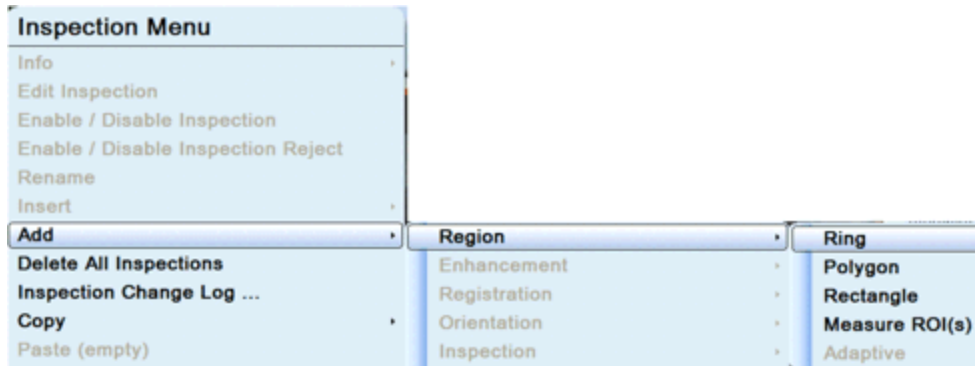 Inspection Menu
Info
Edit Inspection
Enable / Disable Inspection
Enable / Disable Inspection Reject
Rename
Insert
Add
Delete All Inspections
Inspection Change Log ...
Copy
Paste (empty)
Region
Enhancement
Registration
Orientation
Inspection
Ring
Polygon
Rectangle
Measure ROI(s)
Adaptive